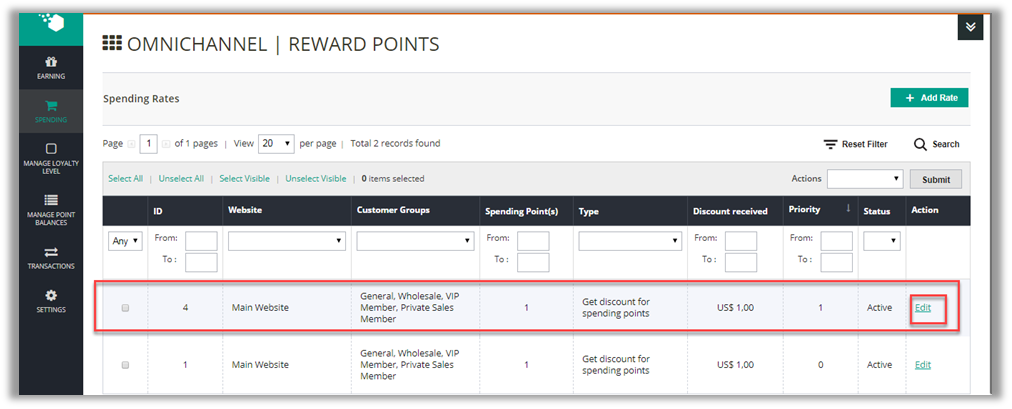 OMNICHANNEL | REWARD POINTS
EARNING
SPENDING
MANAGE LOYALTY
LEVEL
MANAGE POINT
BALANCES
TRANSACTIONS
SETTINGS
Spending Rates
+ Add Rate
Page 1 of 1 pages | View 20 per page | Total 2 records found
Reset Filter
Search
Select All | Unselect All | Select Visible | Unselect Visible | 0 items selected
Actions
Submit
ID Website Customer Groups Spending Point(s) Type Discount received Priority ↓ Status Action
Any From: From: From: From:
To : To : To : To :
4 Main Website General, Wholesale, VIP
Member, Private Sales
Member 1 Get discount for
spending points US$ 1,00 1 Active Edit
1 Main Website General, Wholesale, VIP
Member, Private Sales
Member 1 Get discount for
spending points US$ 1,00 0 Active Edit